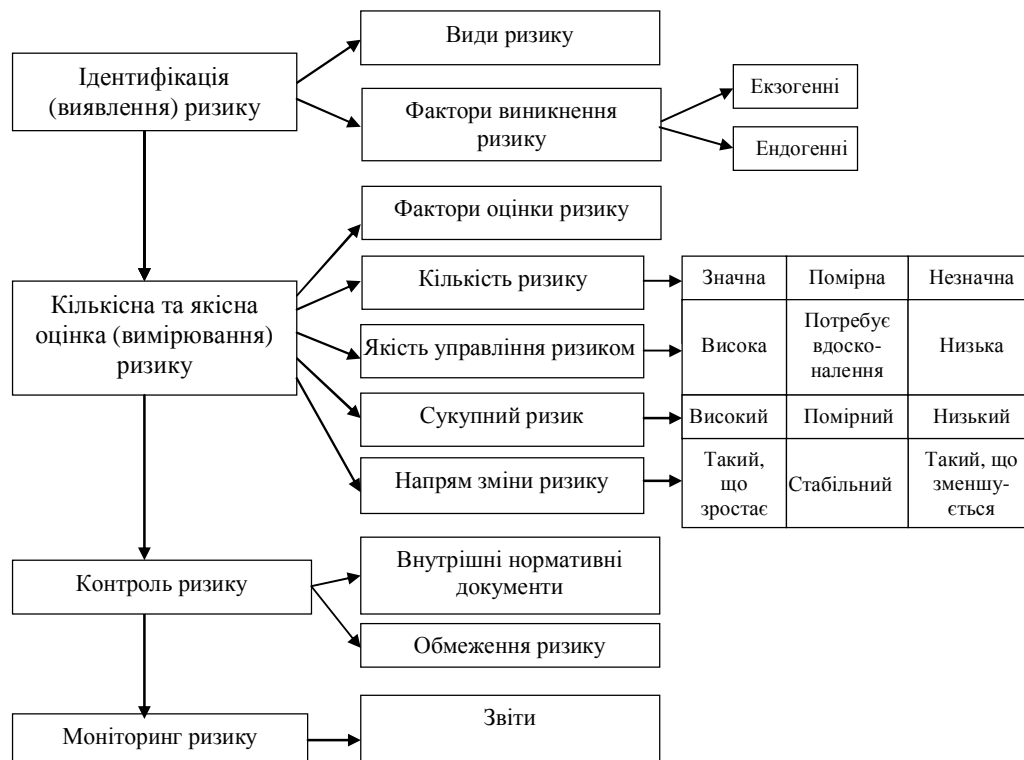 Види ризику
Ідентифікація
(виявлення) ризику
Фактори виникнення
ризику
Екзогенні
Ендогенні
Фактори оцінки ризику
Кількісна та якісна
оцінка (вимірювання)
ризику
Кількість ризику
Значна
Помірна
Незначна
Якість управління ризиком
Висока
Потребує
вдоско-
налення
Низька
Сукупний ризик
Високий
Помірний
Низький
Напрям зміни ризику
Такий,
що
зростає
Стабільний
Такий, що
зменшу-
ється
Контроль ризику
Внутрішні нормативні
документи
Обмеження ризику
Моніторинг ризику
Звіти